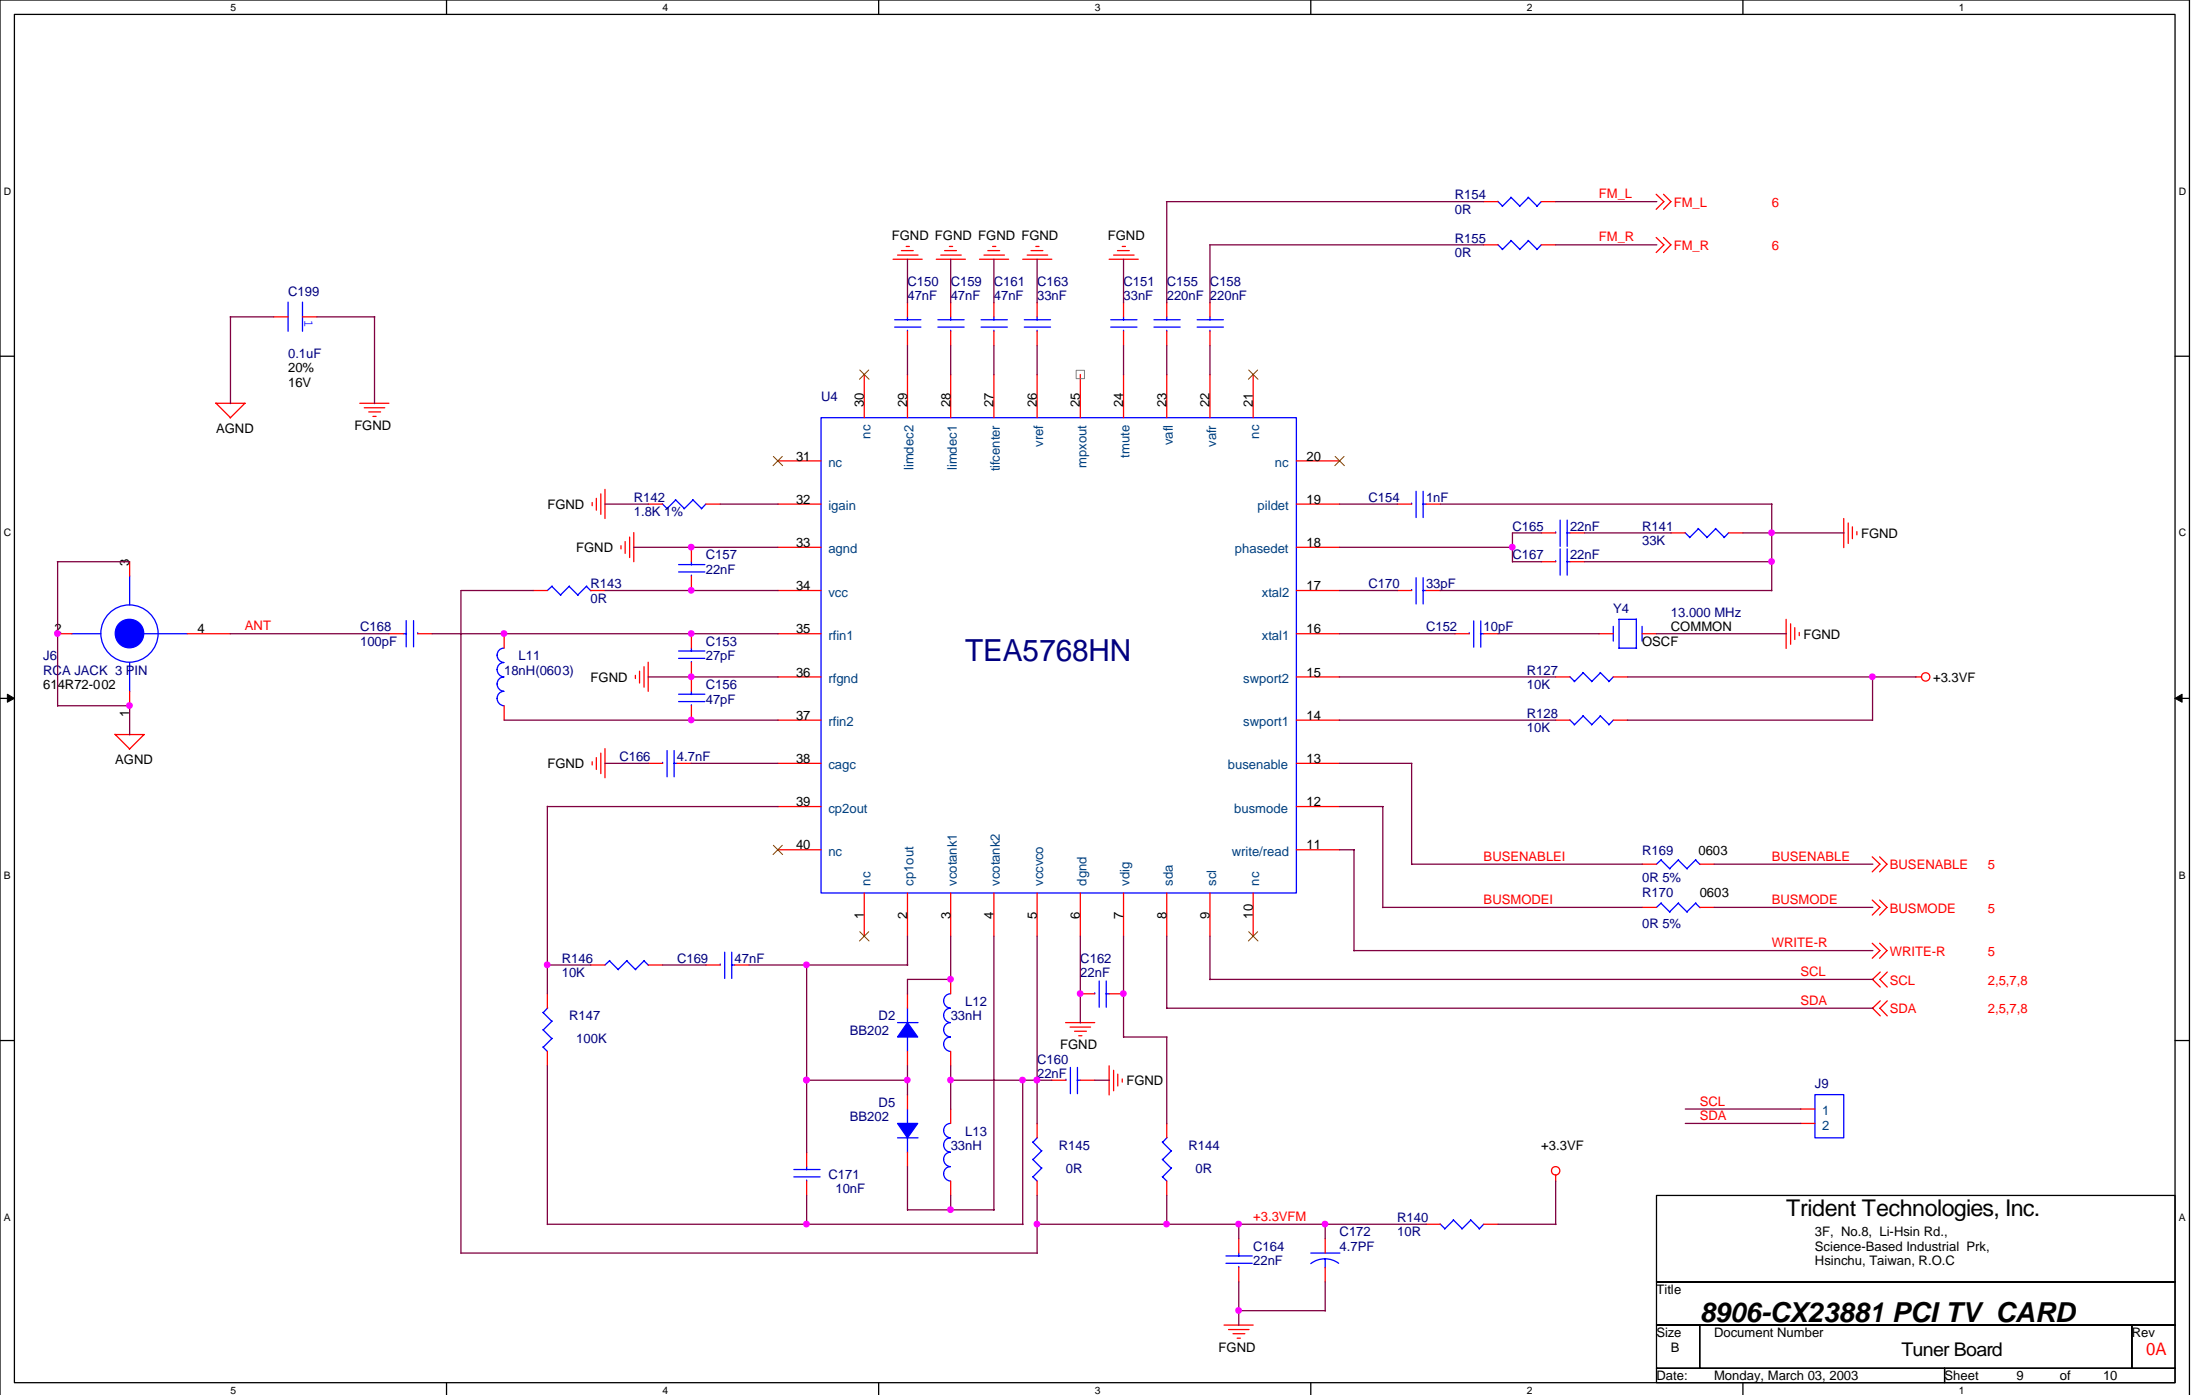 5 4 3 2 1
D D
R154 FM_L FM_L 6
0R
R155 FM_R FM_R 6
0R
FGND FGND FGND FGND FGND
C150 C159 C161 C163 C151 C155 C158
47nF 47nF 47nF 33nF 33nF 220nF 220nF
C199
1
0.1uF
20%
16V
AGND FGND
U4
30 29 28 27 26 25 24 23 22 21
nc limdec2 limdec1 tifcenter vref mpxout tmute vafl vafr nc
31 nc
nc 20
FGND R142 32 igain
1.8K 1%
pildet 19 C154 1nF
C C
FGND 33 agnd
C157
22nF
phasedet 18 C165 22nF R141 FGND
33K
C167 22nF
R143 34 vcc
0R
xtal2 17 C170 33pF
3
2 4 ANT C168 35 rfin1
100pF
TEA5768HN
xtal1 16 C152 10pF Y4 13.000 MHz
COMMON
OSCF
FGND
J6
RCA JACK 3 PIN
614R72-002
1
AGND
L11
18nH(0603)
C153
27pF
FGND 36 rfgnd
C156
47pF
37 rfin2
swport2 15 R127 +3.3VF
10K
swport1 14 R128
10K
FGND C166 4.7nF 38 cagc
busenable 13
39 cp2out
busmode 12
40 nc
write/read 11
B B
BUSENABLEI R169 0603 BUSENABLE BUSENABLE 5
0R 5%
BUSMODEI R170 0603 BUSMODE BUSMODE 5
0R 5%
WRITE-R WRITE-R 5
SCL SCL 2,5,7,8
SDA SDA 2,5,7,8
nc cp1out vcotank1 vcotank2 vccvco dgnd vdig sda scl nc
1 2 3 4 5 6 7 8 9 10
R146 C169 47nF
10K
C162
22nF
FGND
R147
100K
D2
BB202
L12
33nH
C160
22nF
FGND
D5
BB202
L13
33nH
C171
10nF
R145
0R
R144
0R
SCL
SDA
J9
1
2
+3.3VF
A A
+3.3VFM R140
10R
C164
22nF
C172
4.7PF
FGND
Trident Technologies, Inc.
3F, No.8, Li-Hsin Rd.,
Science-Based Industrial Prk,
Hsinchu, Taiwan, R.O.C
Title
8906-CX23881 PCI TV CARD
Size Document Number Rev
B Tuner Board 0A
Date: Monday, March 03, 2003 Sheet 9 of 10
5 4 3 2 1